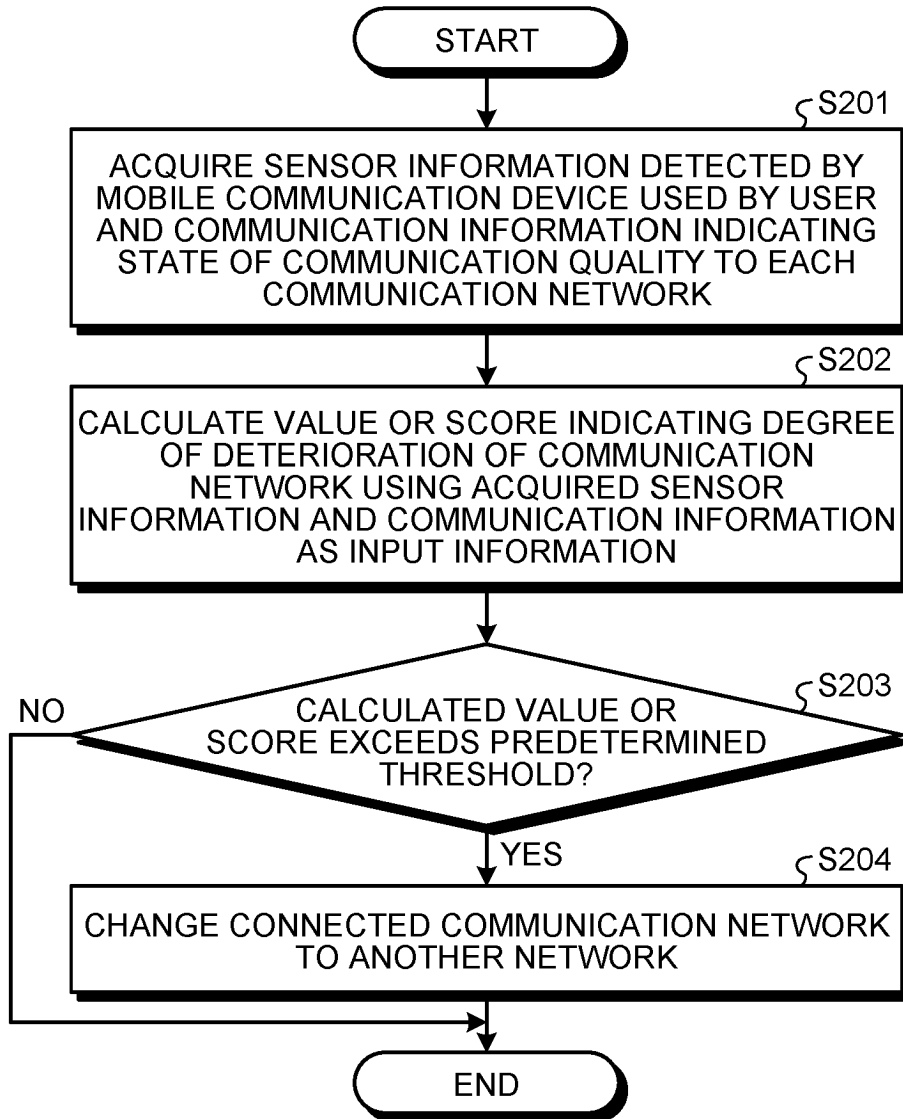 START
S201
ACQUIRE SENSOR INFORMATION DETECTED BY
MOBILE COMMUNICATION DEVICE USED BY USER
AND COMMUNICATION INFORMATION INDICATING
STATE OF COMMUNICATION QUALITY TO EACH
COMMUNICATION NETWORK
S202
CALCULATE VALUE OR SCORE INDICATING DEGREE
OF DETERIORATION OF COMMUNICATION
NETWORK USING ACQUIRED SENSOR
INFORMATION AND COMMUNICATION INFORMATION
AS INPUT INFORMATION
S203
NO
CALCULATED VALUE OR
SCORE EXCEEDS PREDETERMINED
THRESHOLD?
YES
S204
CHANGE CONNECTED COMMUNICATION NETWORK
TO ANOTHER NETWORK
END